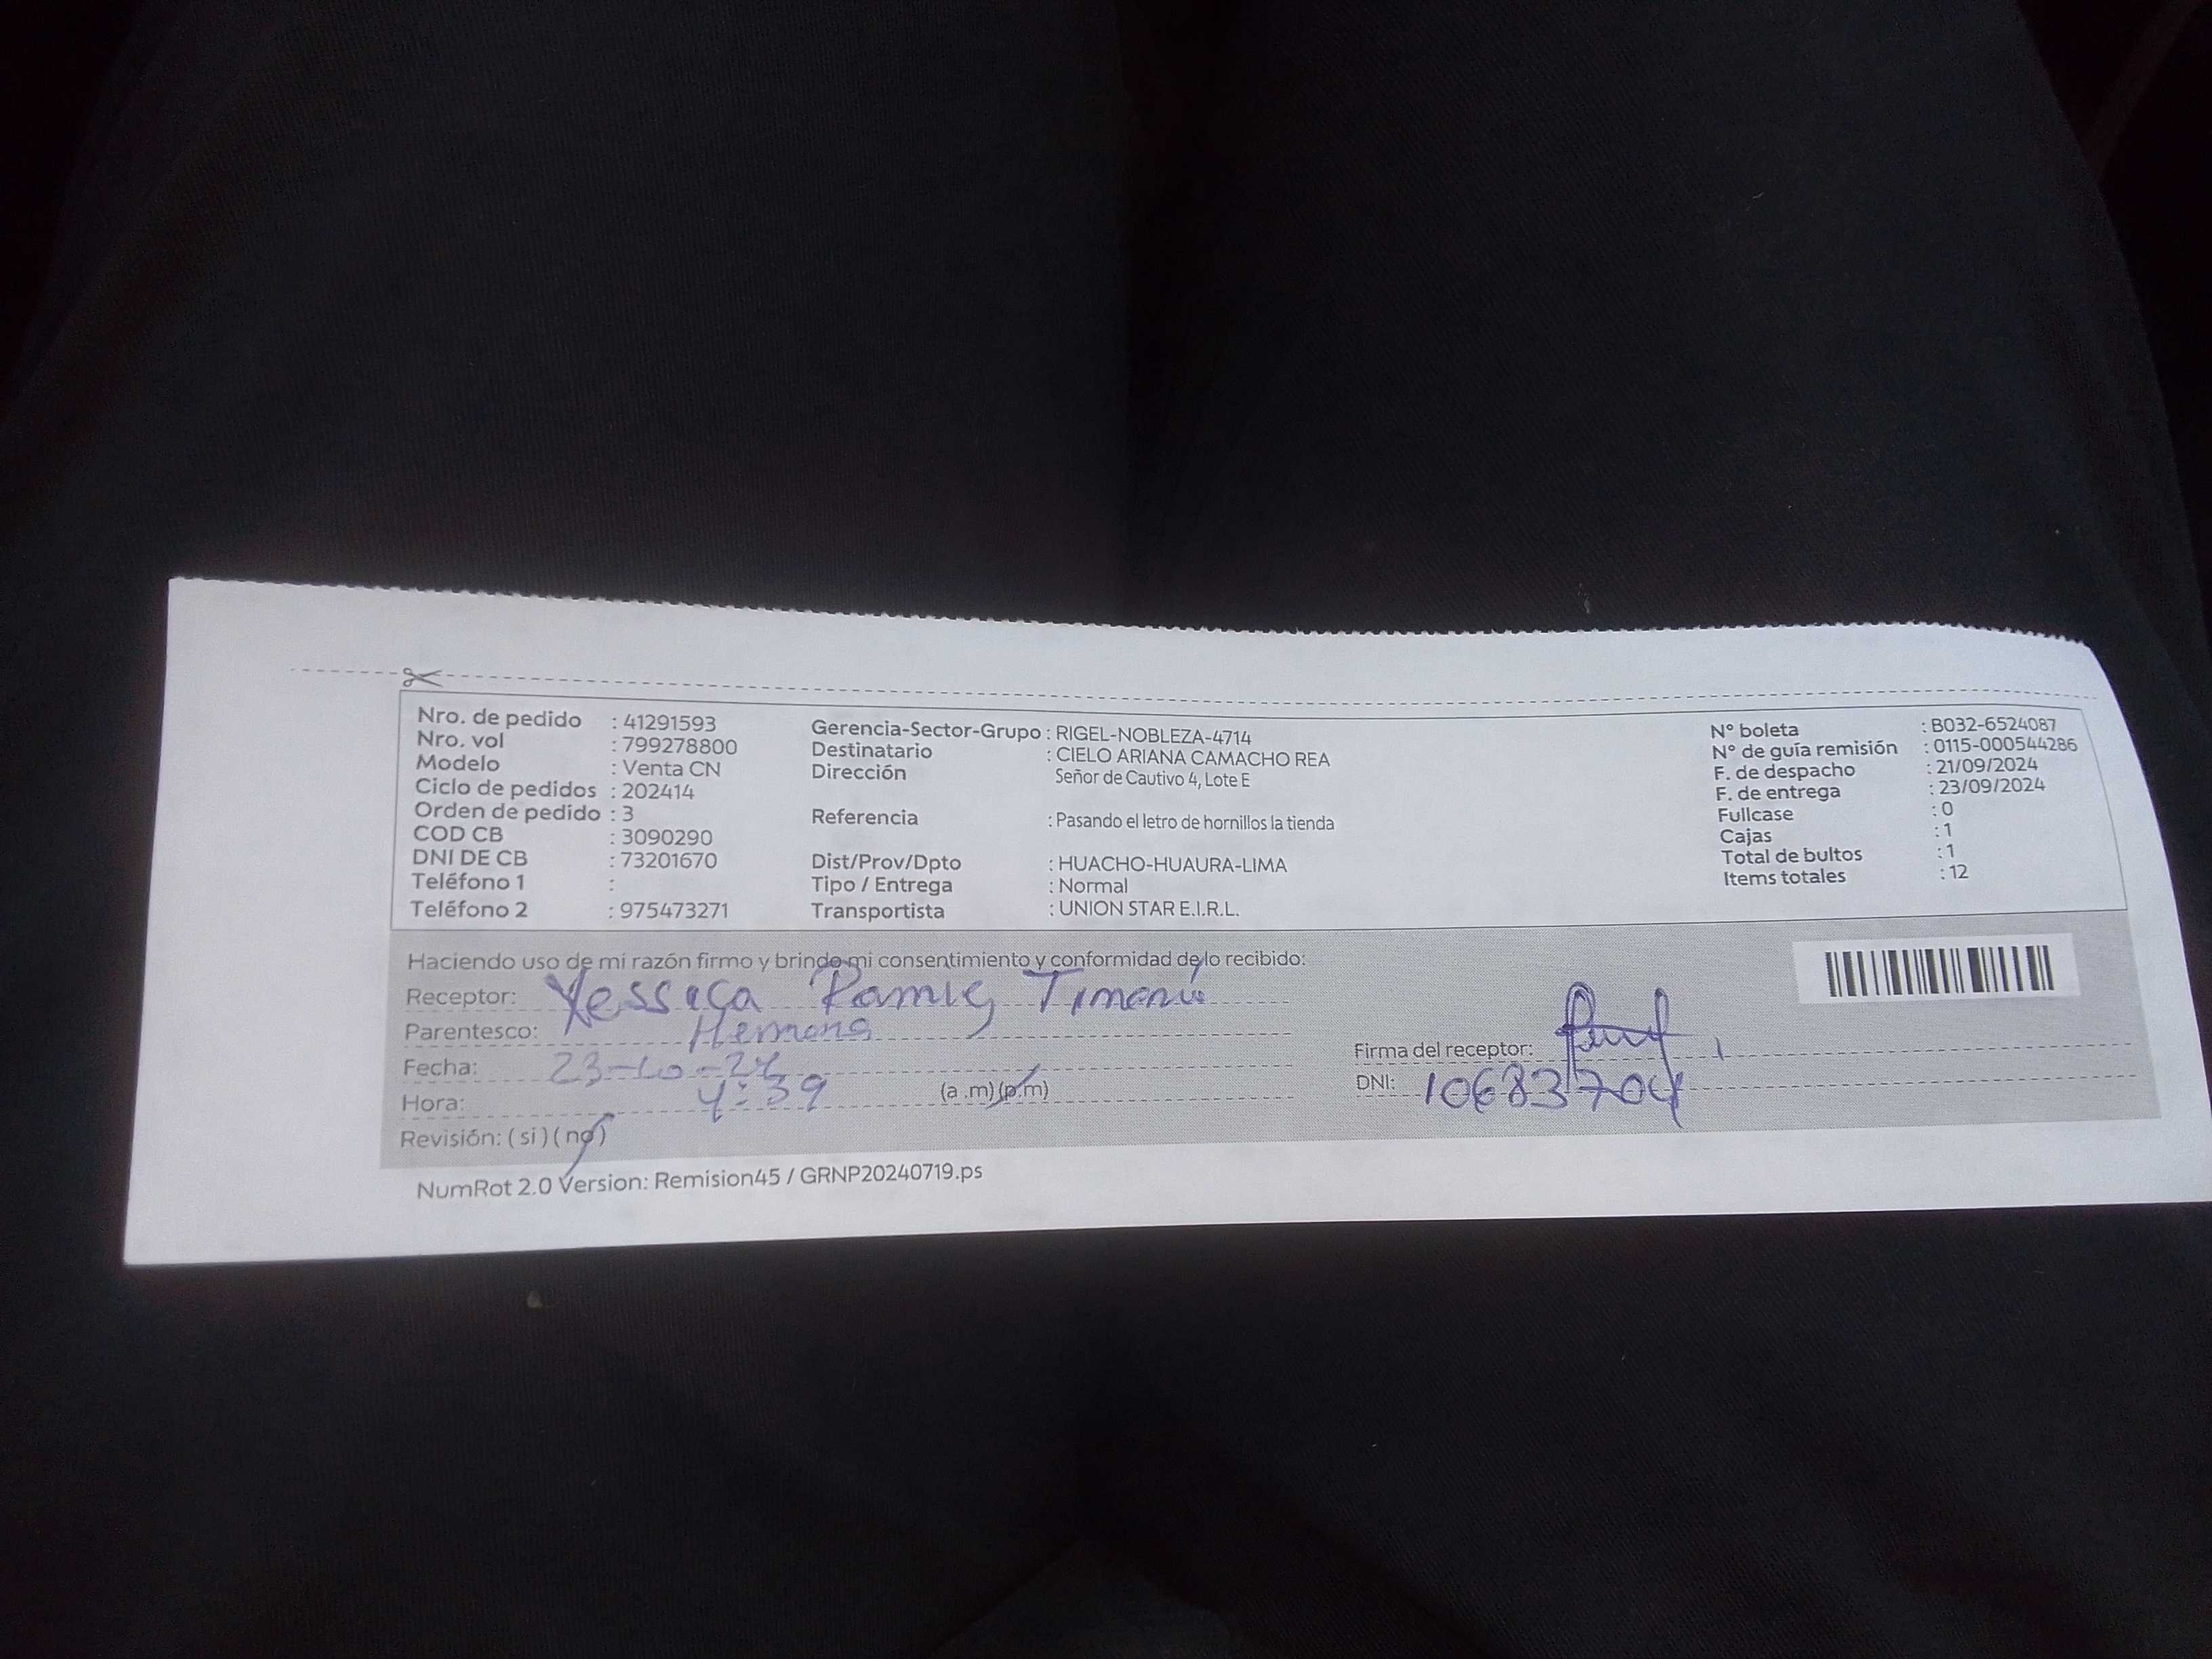 Nro. de pedido : 41291593
Nro. vol : 799278800
Modelo : Venta CN
Ciclo de pedidos : 202414
Orden de pedido : 3
COD CB : 3090290
DNI DE CB : 73201670
Teléfono 1 :
Teléfono 2 : 975473271
Gerencia-Sector-Grupo : RIGEL-NOBLEZA-4714
Destinatario : CIELO ARIANA CAMACHO REA
Dirección Señor de Cautivo 4, Lote E
Referencia : Pasando el letro de hornillos la tienda
Dist/Prov/Dpto : HUACHO-HUAURA-LIMA
Tipo / Entrega : Normal
Transportista : UNION STAR E.I.R.L.
N° boleta : B032-6524087
N° de guía remisión : 0115-000544286
F. de despacho : 21/09/2024
F. de entrega : 23/09/2024
Fullcase : 0
Cajas : 1
Total de bultos : 1
Items totales : 12
Haciendo uso de mi razón firmo y brindo mi consentimiento y conformidad de lo recibido:
Receptor: Yessica
Parentesco: Hermana
Fecha: 23-10-24
Hora: 4:39 (a.m)(p.m)
Revisión: (si)(no)
Firma del receptor:
DNI: 10683704
NumRot 2.0 Version: Remision45 / GRNP20240719.ps